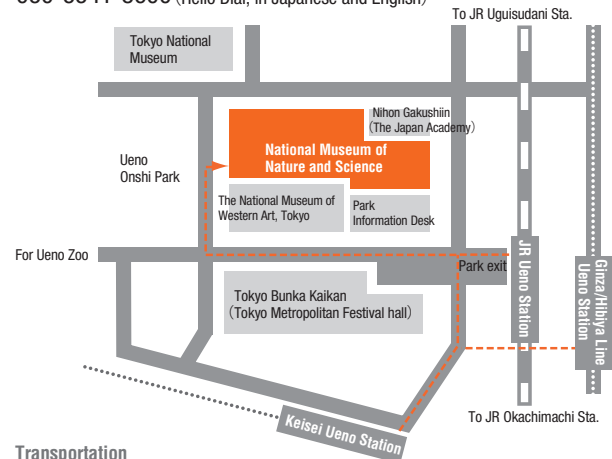 (Hello Dial, in Japanese and English)
To JR Uguisudani Sta.
Tokyo National
Museum
Nihon Gakushiin
(The Japan Academy)
National Museum of
Nature and Science
Ueno
Onshi Park
The National Museum of
Western Art, Tokyo
Park
Information Desk
For Ueno Zoo
Park exit
JR Ueno Station
Ginza/Hibiya Line
Ueno Station
Tokyo Bunka Kaikan
(Tokyo Metropolitan Festival hall)
Keisei Ueno Station
To JR Okachimachi Sta.
Transportation